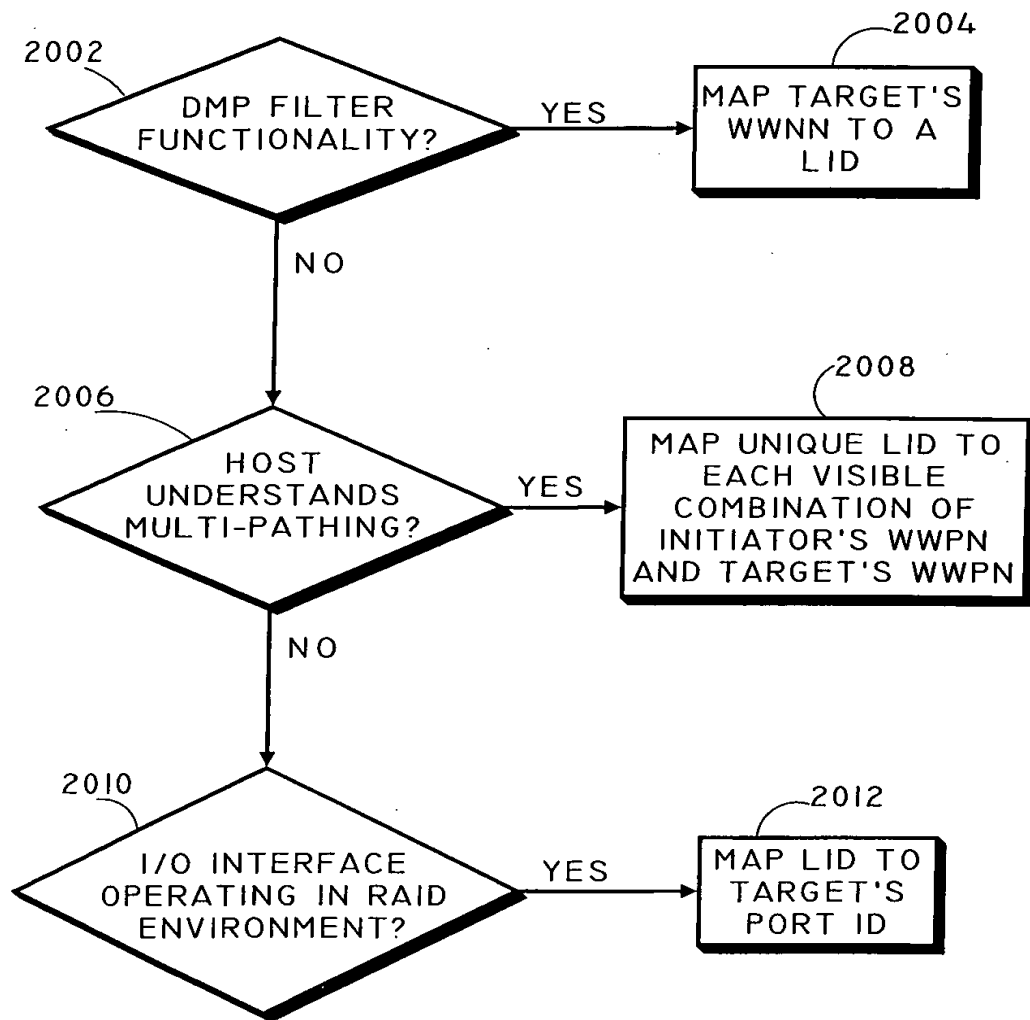 2002
DMP FILTER
FUNCTIONALITY?
YES
2004
MAP TARGET'S
WWNN TO A
LID
NO
2006
HOST
UNDERSTANDS
MULTI-PATHING?
YES
2008
MAP UNIQUE LID TO
EACH VISIBLE
COMBINATION OF
INITIATOR'S WWPN
AND TARGET'S WWPN
NO
2010
I/O INTERFACE
OPERATING IN RAID
ENVIRONMENT?
YES
2012
MAP LID TO
TARGET'S
PORT ID